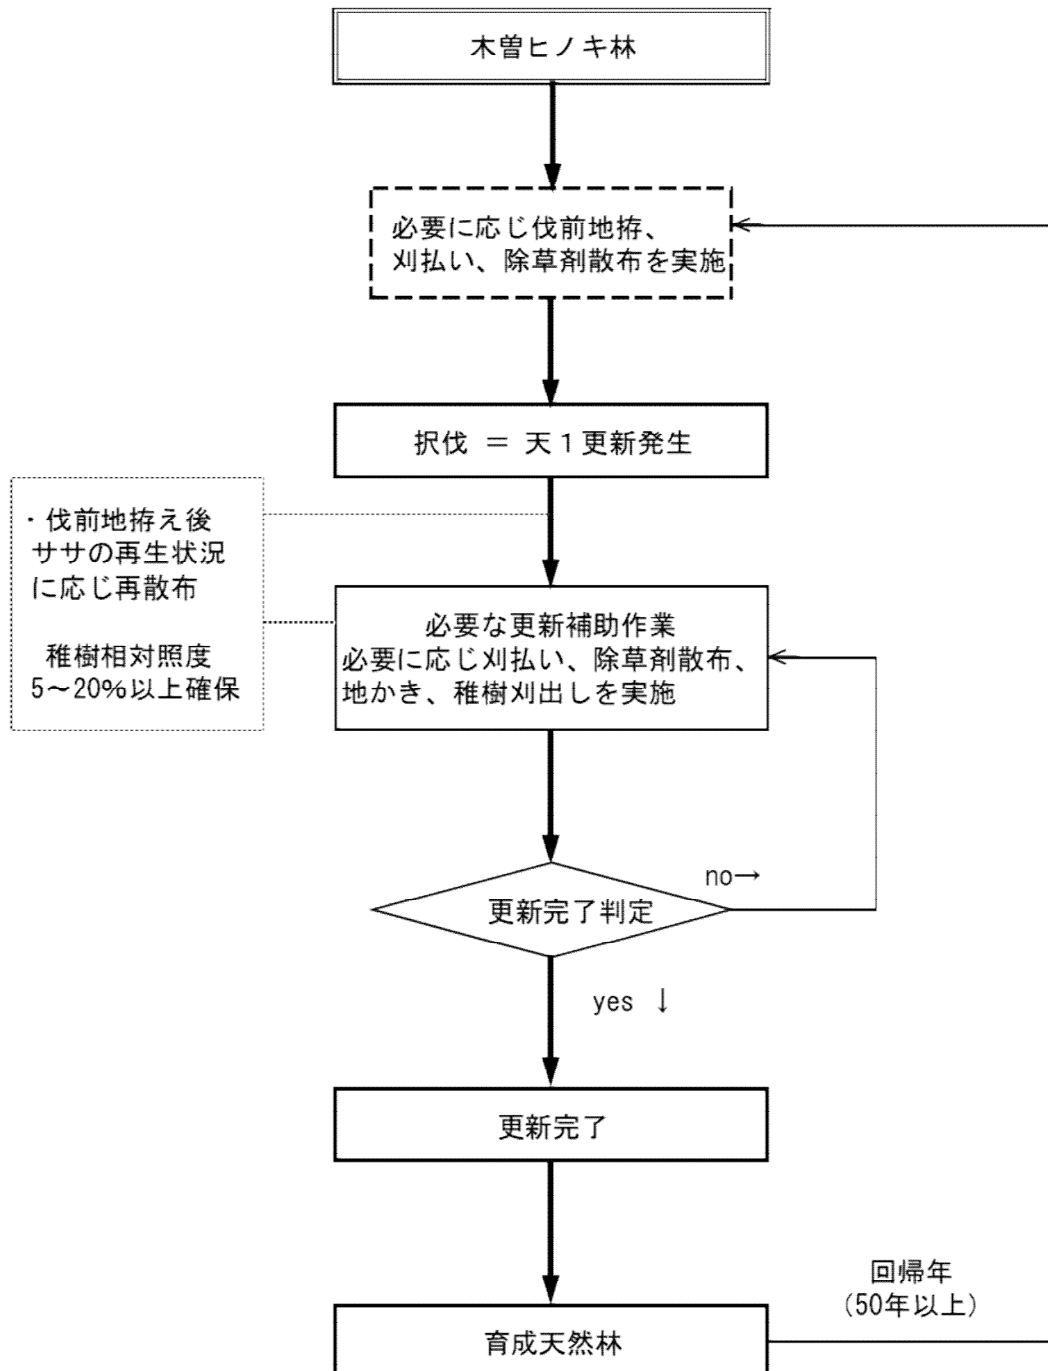 木曽ヒノキ林
必要に応じ伐前地拵、
刈払い、除草剤散布を実施
択伐 ＝ 天１更新発生
・伐前地拵え後
ササの再生状況
に応じ再散布
稚樹相対照度
5～20%以上確保
必要な更新補助作業
必要に応じ刈払い、除草剤散布、
地かき、稚樹刈出しを実施
no→
更新完了判定
yes ↓
更新完了
回帰年
(50年以上)
育成天然林